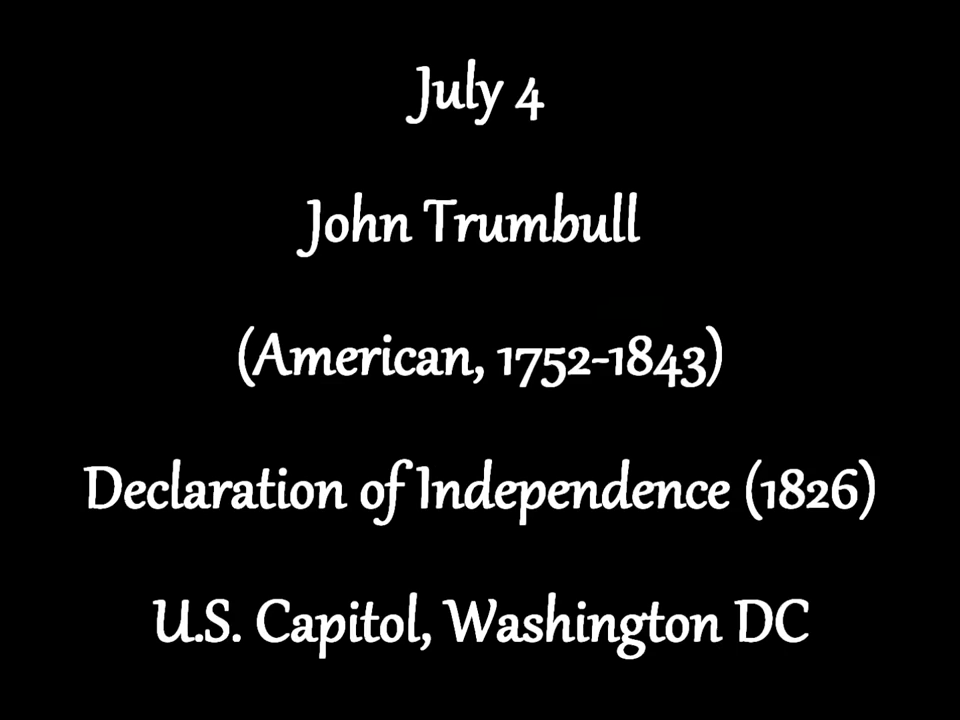 July 4
John Trumbull
(American, 1752-1843)
Declaration of Independence (1826)
U.S. Capitol, Washington DC